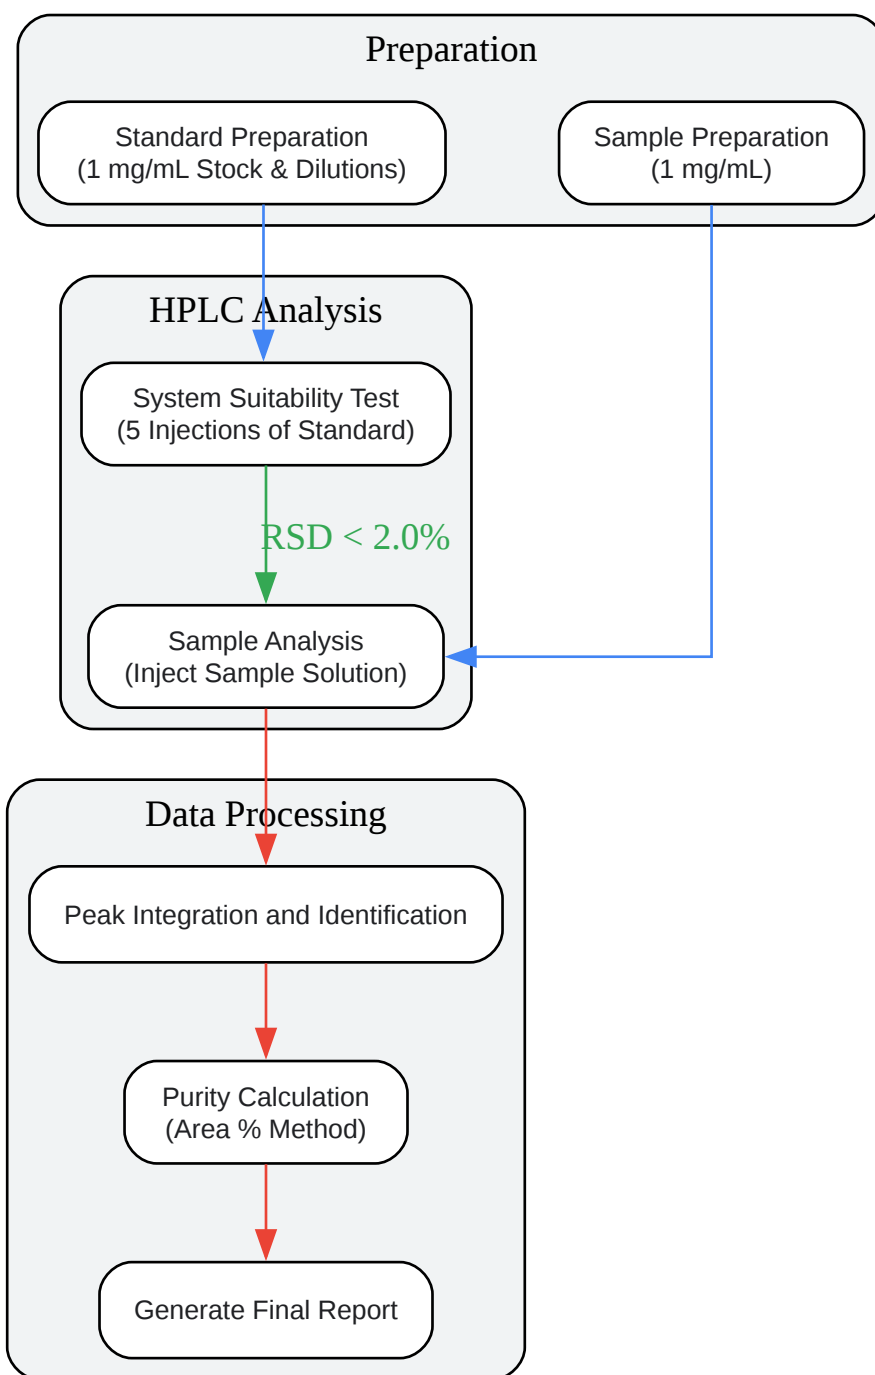 Preparation
Standard Preparation
(1 mg/mL Stock & Dilutions)
Sample Preparation
(1 mg/mL)
HPLC Analysis
System Suitability Test
(5 Injections of Standard)
RSD < 2.0%
Sample Analysis
(Inject Sample Solution)
Data Processing
Peak Integration and Identification
Purity Calculation
(Area % Method)
Generate Final Report